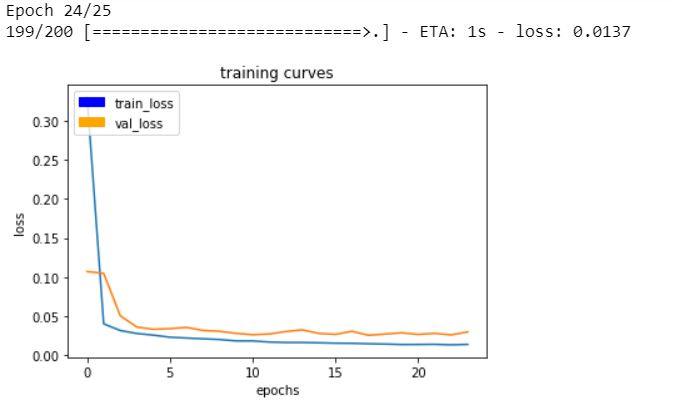 Epoch 24/25
199/200 [============================>.] - ETA: 1s - loss: 0.0137
training curves
train_loss
val_loss
0.30
0.25
0.20
0.15
0.10
0.05
0.00
loss
0 5 10 15 20
epochs